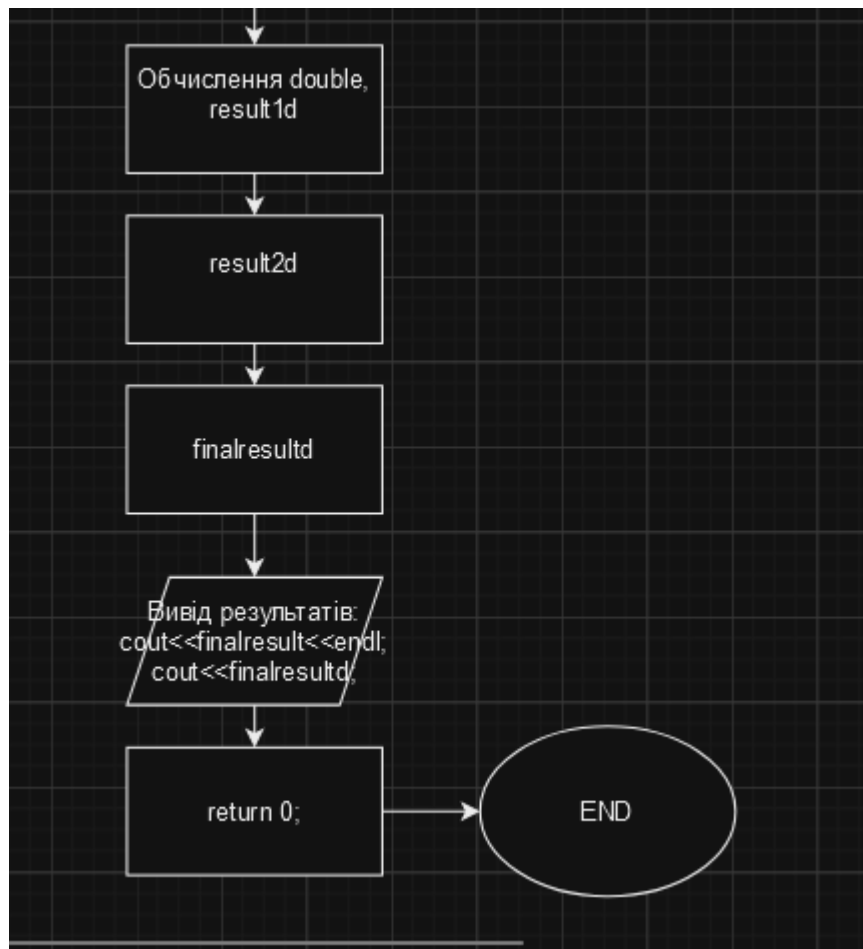 Обчислення double,
result1d
result2d
finalresultd
Вивід результатів:
cout<<finalresult<<endl;
cout<<finalresultd;
return 0;
END